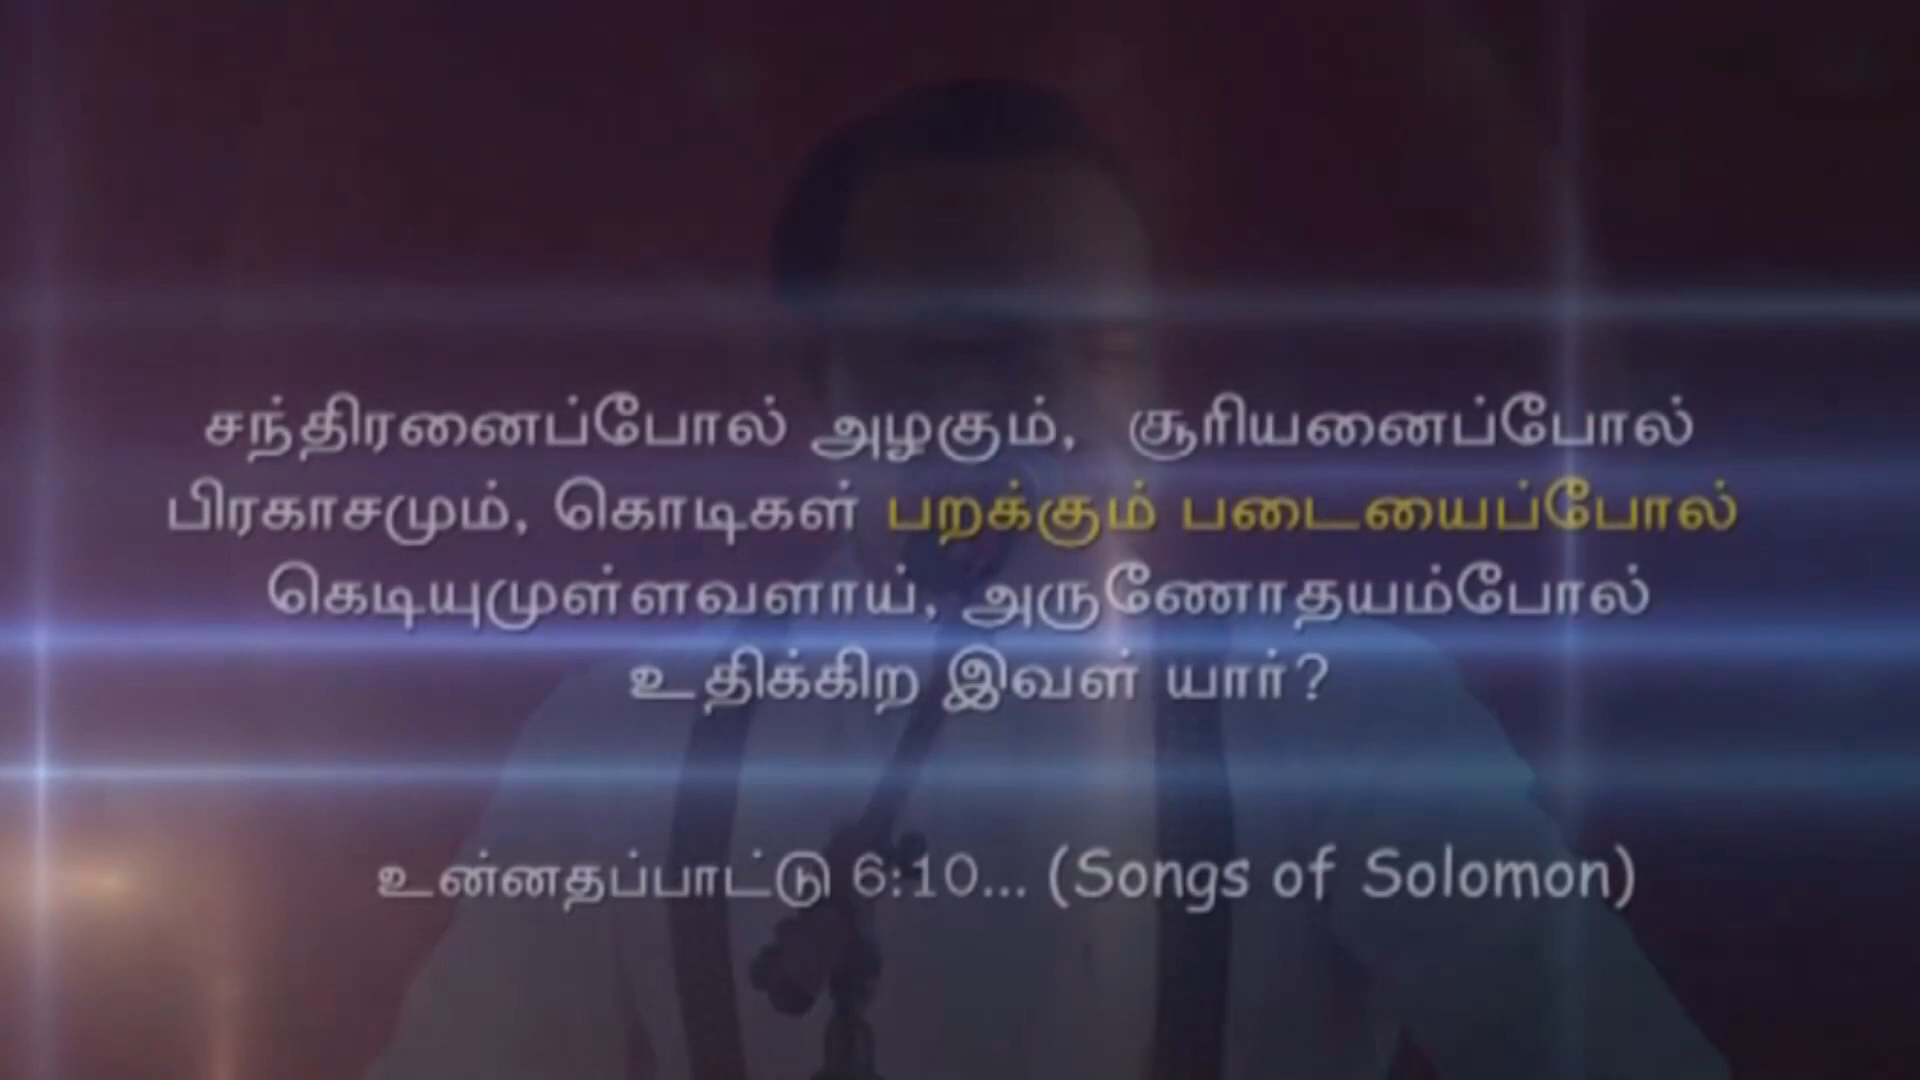 சந்திரனைப்போல் அழகும், சூரியனைப்போல்
பிரகாசமும், கொடிகள் பறக்கும் படையைப்போல்
கெடியுமுள்ளவளாய், அருணோதயம்போல்
உதிக்கிற இவள் யார்?
உன்னதப்பாட்டு 6:10... (Songs of Solomon)